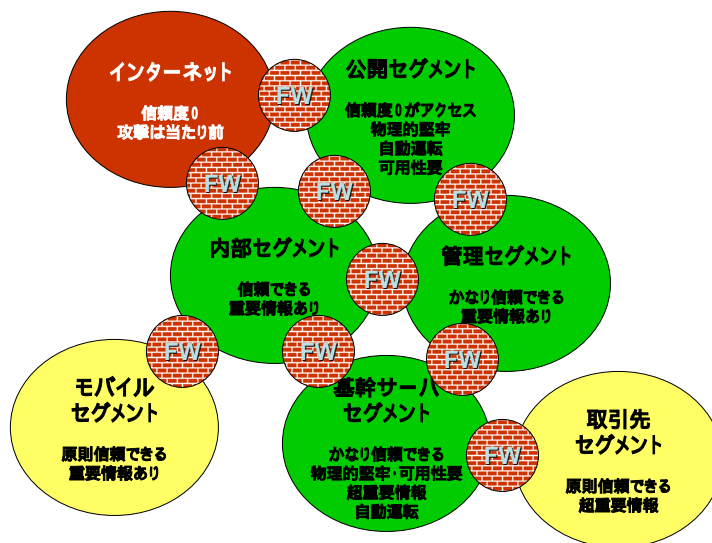 インターネット
信頼度0
攻撃は当たり前
FW
公開セグメント
信頼度0がアクセス
物理的堅牢
自動運転
可用性要
FW
FW
FW
内部セグメント
信頼できる
重要情報あり
FW
管理セグメント
かなり信頼できる
重要情報あり
FW
FW
FW
モバイル
セグメント
原則信頼できる
重要情報あり
基幹サーバ
セグメント
かなり信頼できる
物理的堅牢・可用性要
超重要情報
自動運転
FW
取引先
セグメント
原則信頼できる
超重要情報